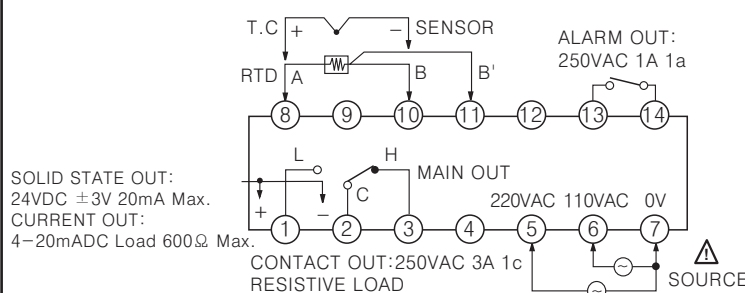 T.C + − SENSOR
ALARM OUT:
250VAC 1A 1a
RTD A B B'
8 9 10 11 12 13 14
L H MAIN OUT
C
SOLID STATE OUT:
24VDC ±3V 20mA Max.
CURRENT OUT:
4−20mADC Load 600Ω Max.
+ −
220VAC 110VAC 0V
1 2 3 4 5 6 7
CONTACT OUT:250VAC 3A 1c
RESISTIVE LOAD
SOURCE